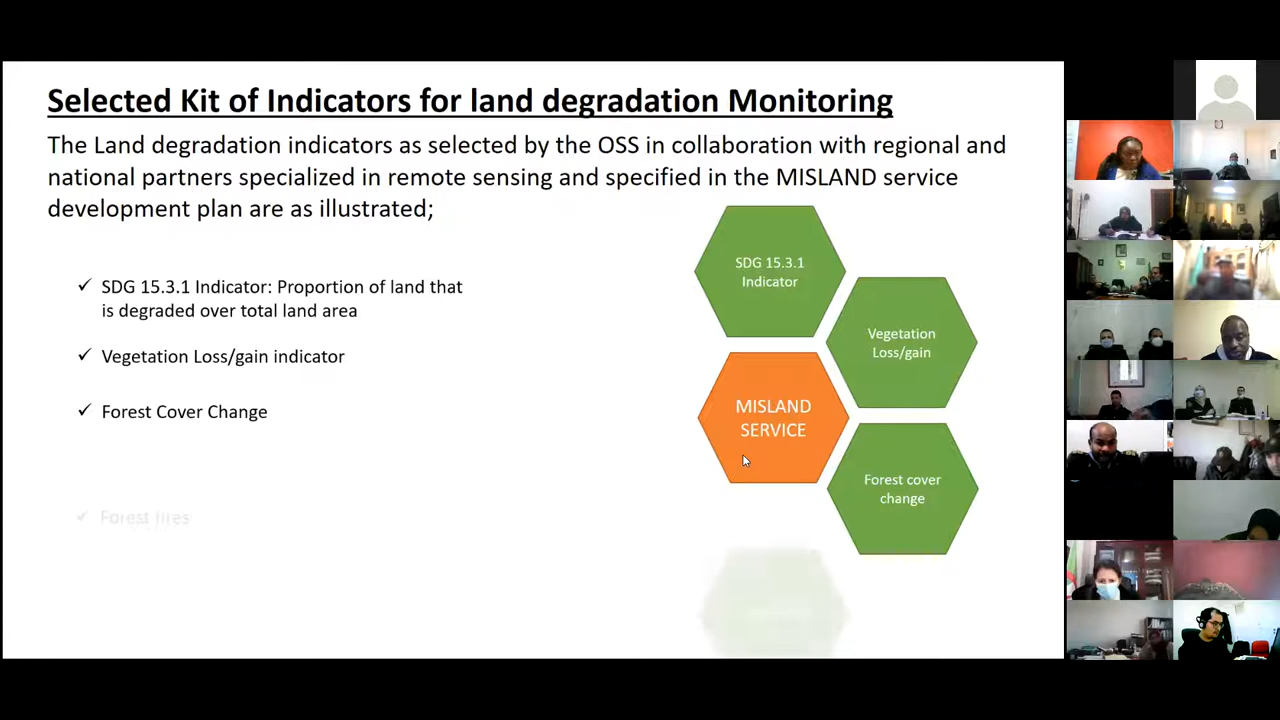 Selected Kit of Indicators for land degradation Monitoring
The Land degradation indicators as selected by the OSS in collaboration with regional and
national partners specialized in remote sensing and specified in the MISLAND service
development plan are as illustrated;
✓ SDG 15.3.1 Indicator: Proportion of land that
is degraded over total land area
✓ Vegetation Loss/gain indicator
✓ Forest Cover Change
✓ Forest fires
SDG 15.3.1
Indicator
Vegetation
Loss/gain
MISLAND
SERVICE
Forest cover
change